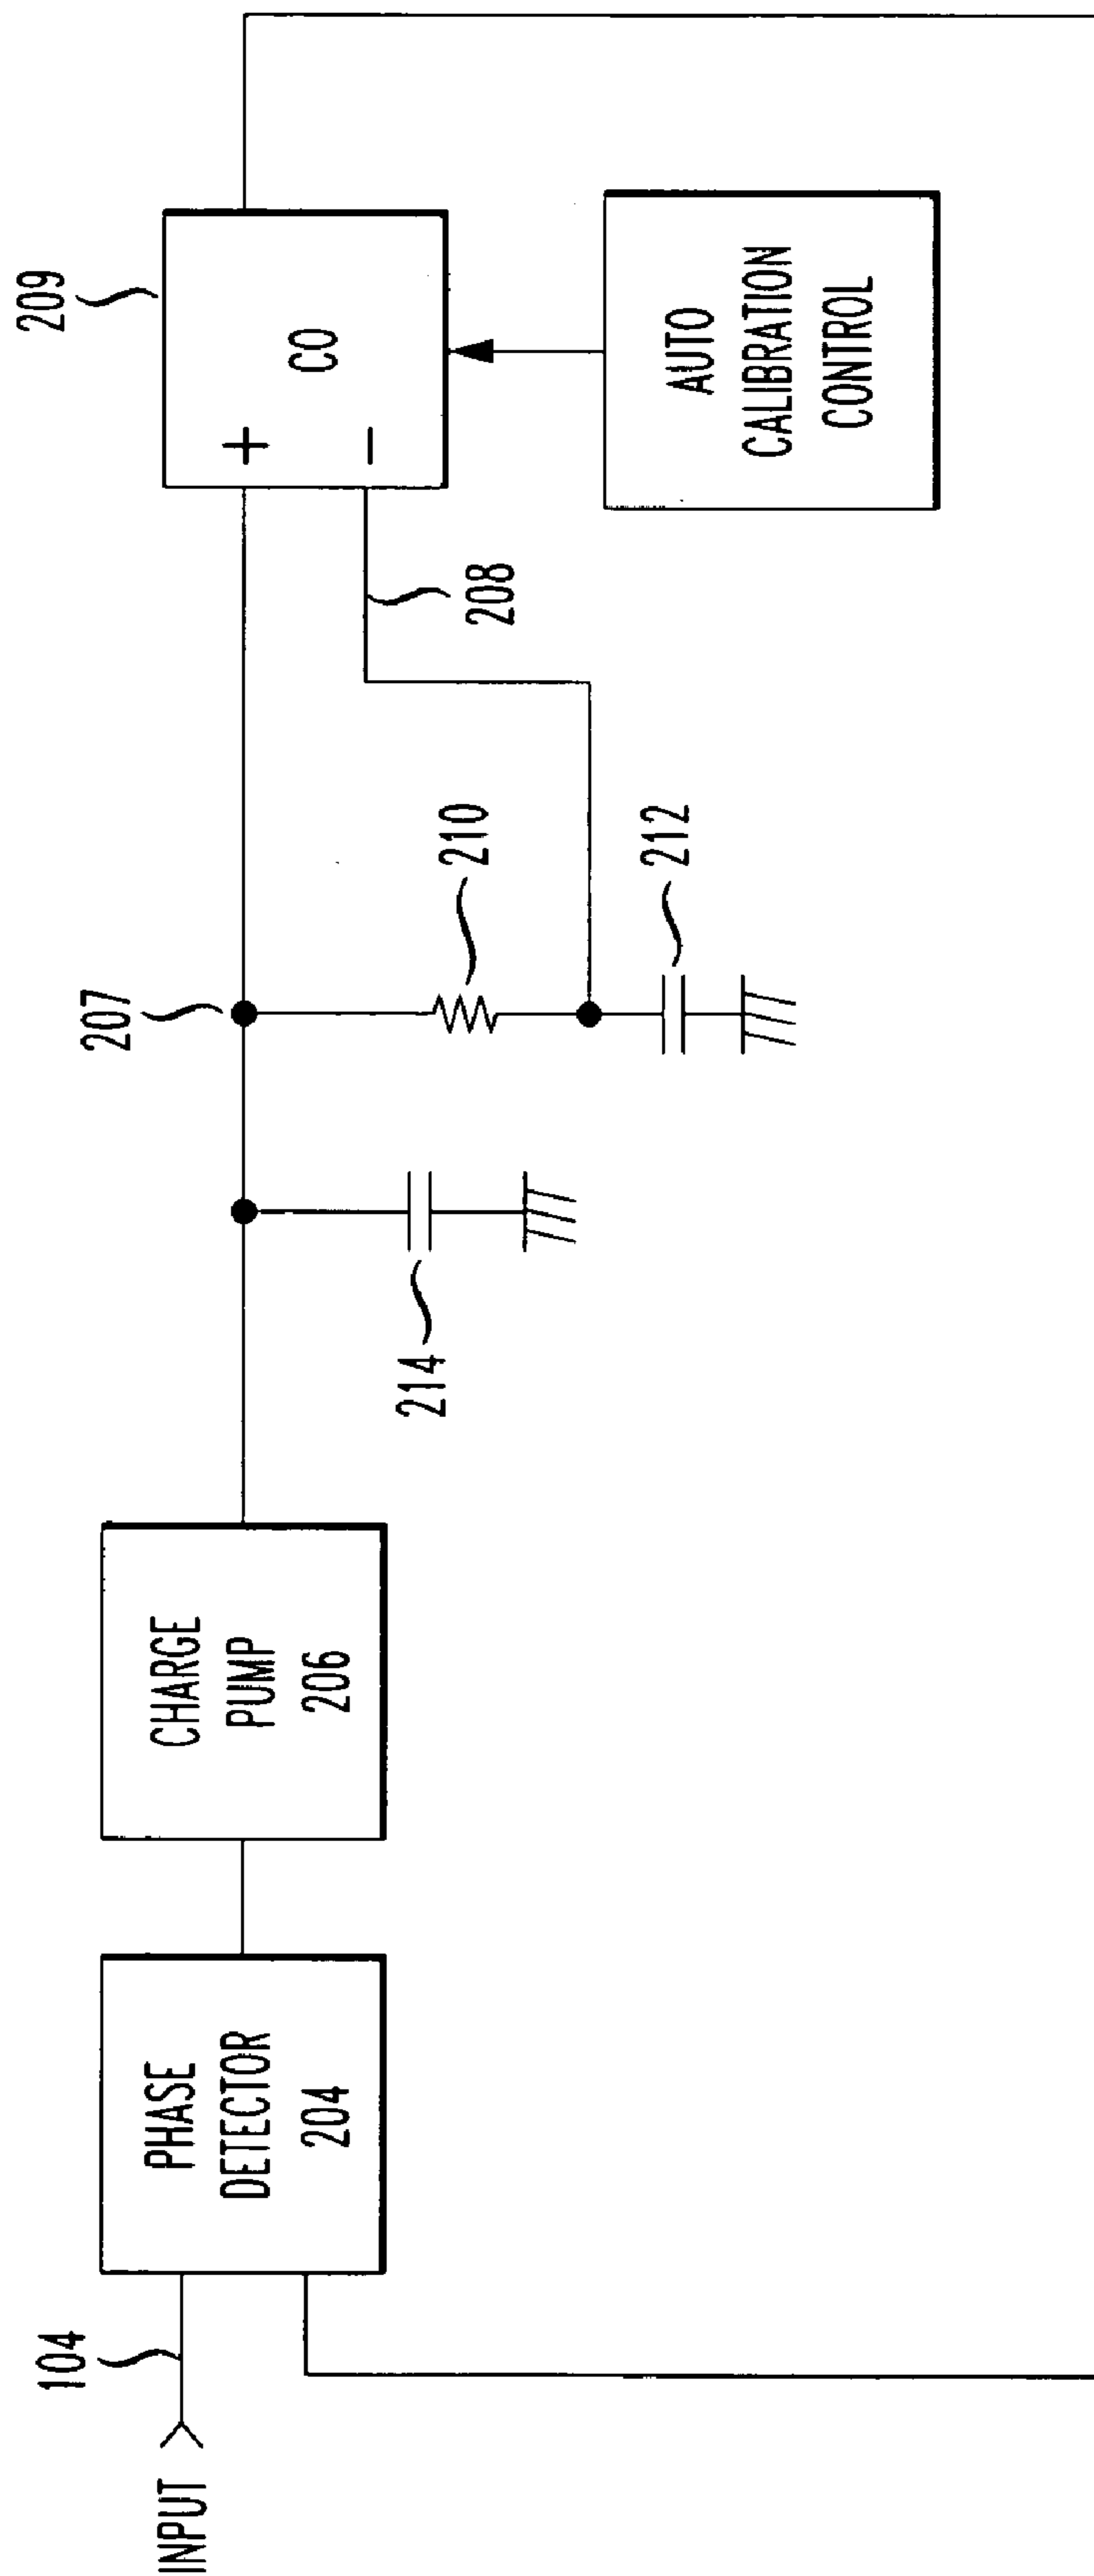 INPUT
104
PHASE
DETECTOR
204
CHARGE
PUMP
206
214
207
210
212
208
209
+
−
CO
AUTO
CALIBRATION
CONTROL